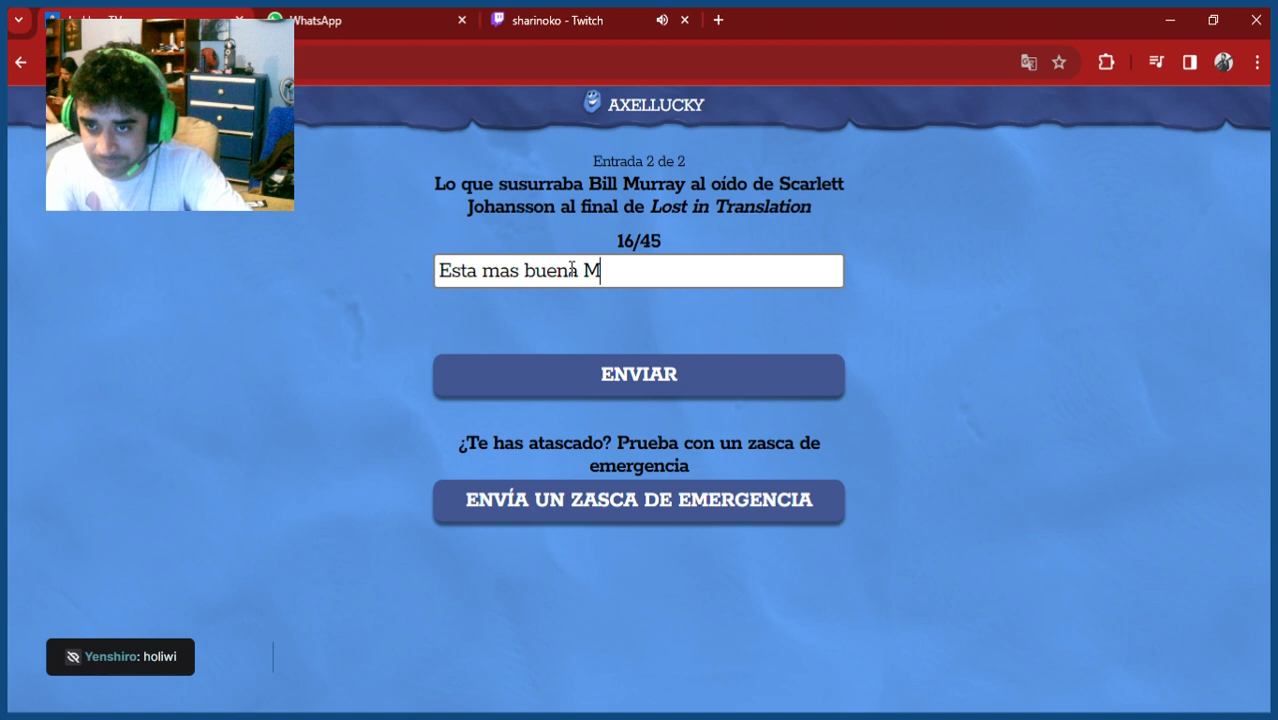 WhatsApp
sharinoko - Twitch
AXELLUCKY
Entrada 2 de 2
Lo que susurraba Bill Murray al oído de Scarlett
Johansson al final de Lost in Translation
16/45
Esta mas buena M
ENVIAR
¿Te has atascado? Prueba con un zasca de
emergencia
ENVÍA UN ZASCA DE EMERGENCIA
Yenshiro: holiwi